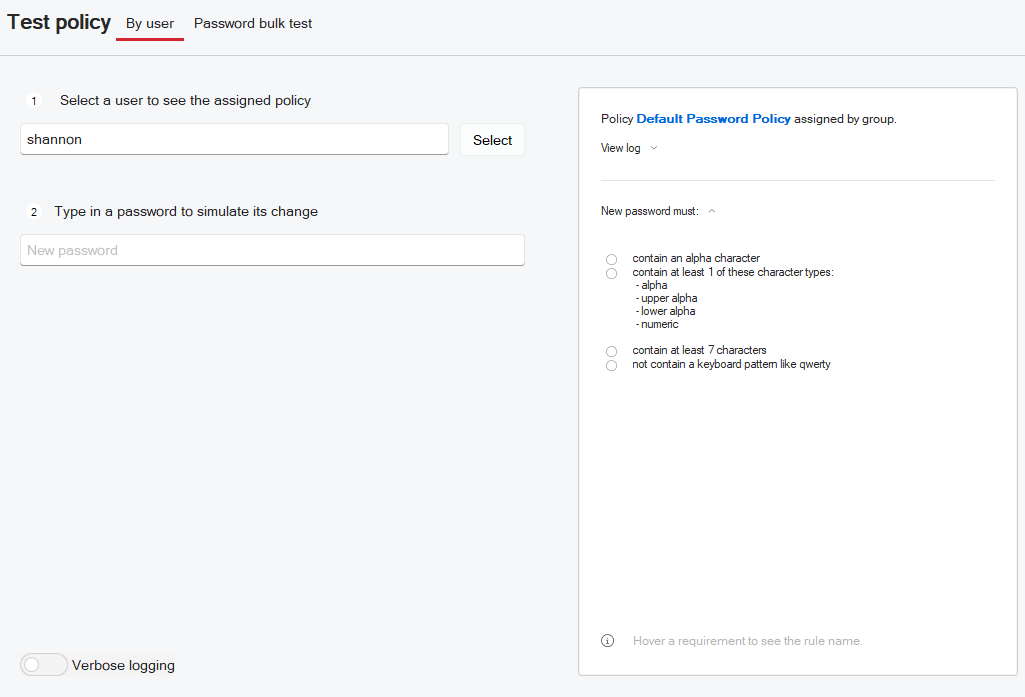 Test policy By user Password bulk test
1 Select a user to see the assigned policy
shannon Select
2 Type in a password to simulate its change
New password
Verbose logging
Policy Default Password Policy assigned by group.
View log
New password must:
contain an alpha character
contain at least 1 of these character types:
- alpha
- upper alpha
- lower alpha
- numeric
contain at least 7 characters
not contain a keyboard pattern like qwerty
Hover a requirement to see the rule name.